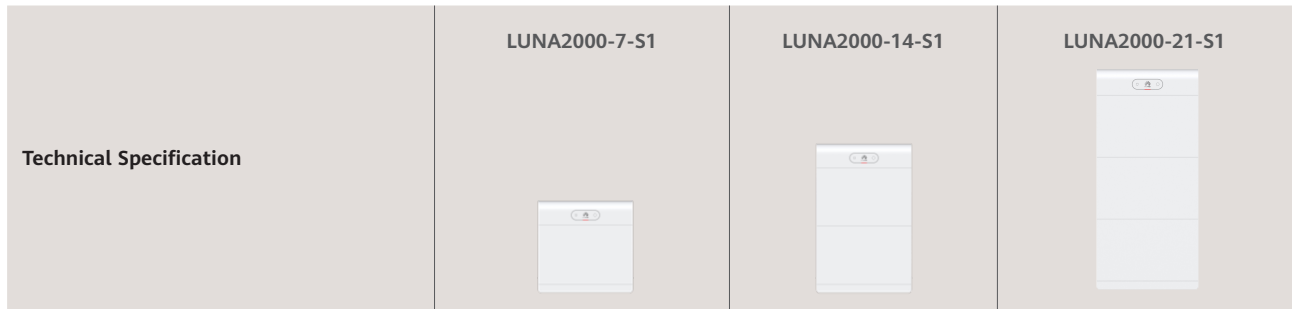 LUNA2000-7-S1
LUNA2000-14-S1
LUNA2000-21-S1
Technical Specification